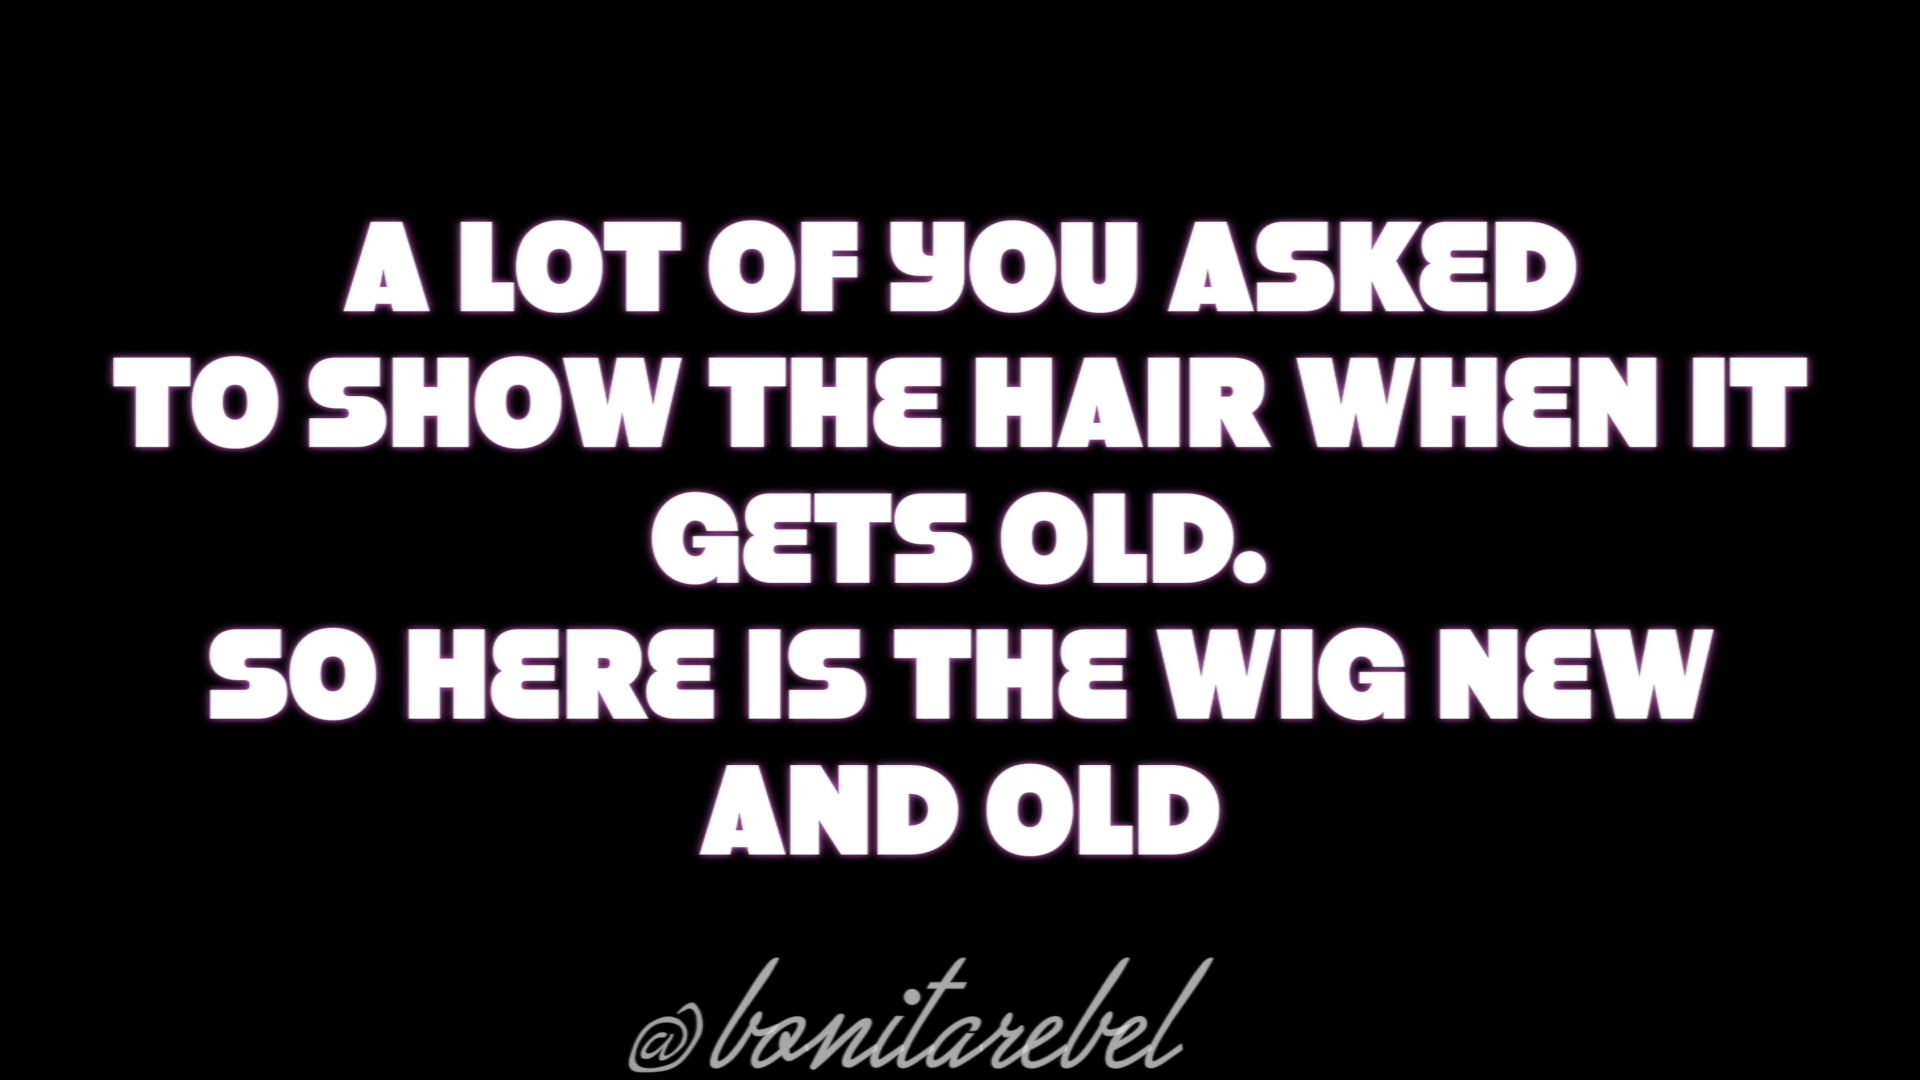 A LOT OF YOU ASKED
TO SHOW THE HAIR WHEN IT
GETS OLD.
SO HERE IS THE WIG NEW
AND OLD
@bonitarebel